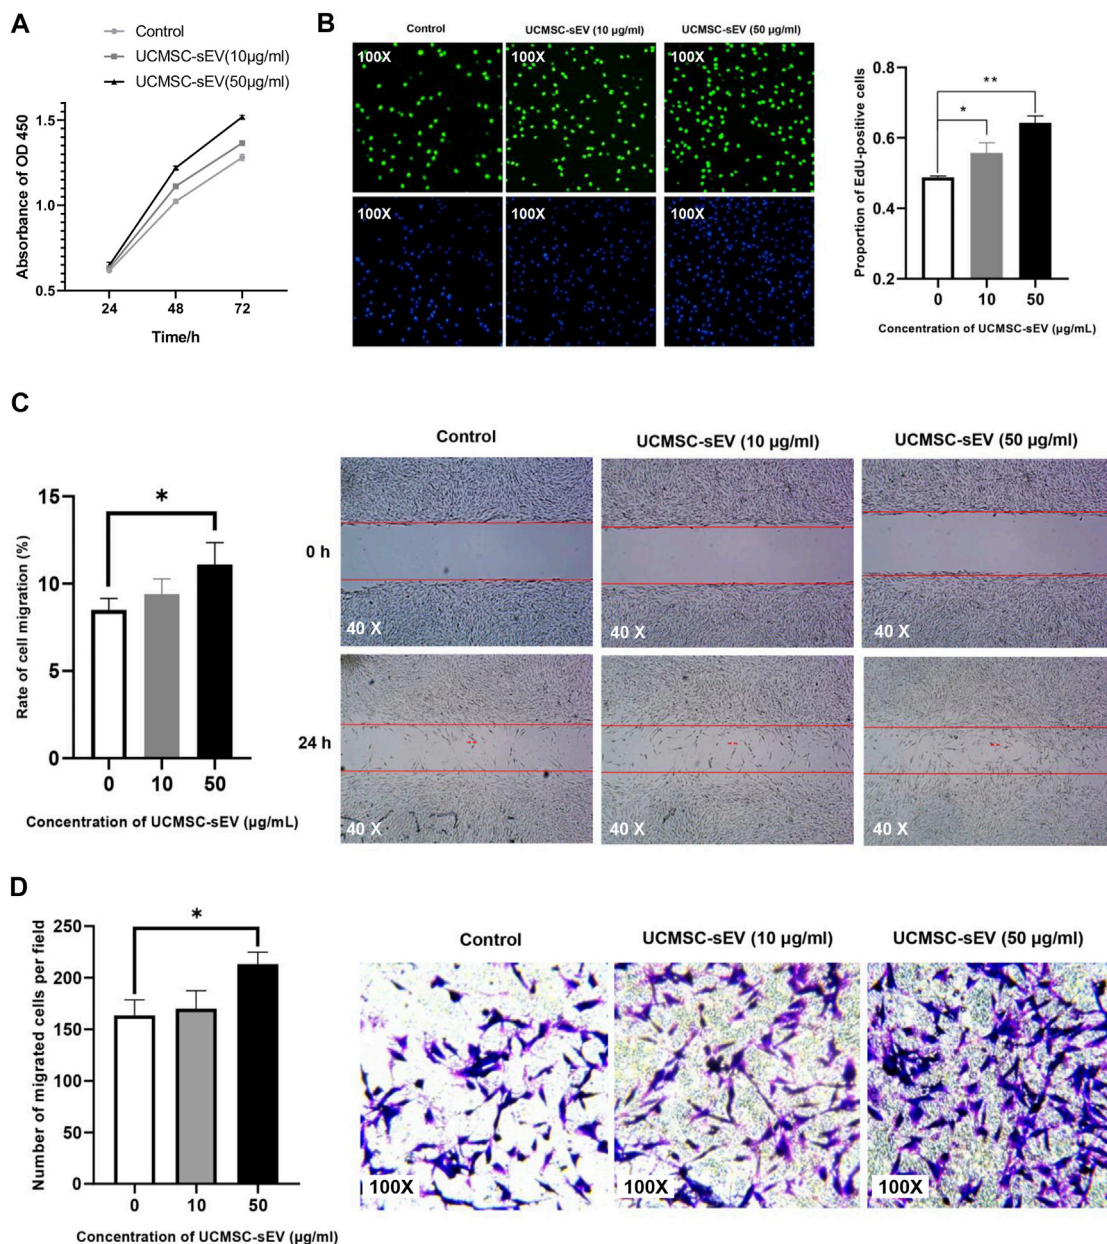 A
Control
UCMSC-sEV(10μg/ml)
UCMSC-sEV(50μg/ml)
Absorbance of OD 450
1.5
1.0
0.5
24
48
72
Time/h
B
Control
UCMSC-sEV (10 μg/ml)
UCMSC-sEV (50 μg/ml)
100X
100X
100X
100X
100X
100X
Proportion of EdU-positive cells
0.8
0.6
0.4
0.2
*
**
0
10
50
Concentration of UCMSC-sEV (μg/mL)
C
Rate of cell migration (%)
15
10
5
0
*
0
10
50
Concentration of UCMSC-sEV (μg/mL)
Control
UCMSC-sEV (10 μg/ml)
UCMSC-sEV (50 μg/ml)
0 h
40 X
40 X
40 X
24 h
40 X
40 X
40 X
D
Number of migrated cells per field
250
200
150
100
50
0
*
0
10
50
Concentration of UCMSC-sEV (μg/ml)
Control
UCMSC-sEV (10 μg/ml)
UCMSC-sEV (50 μg/ml)
100X
100X
100X